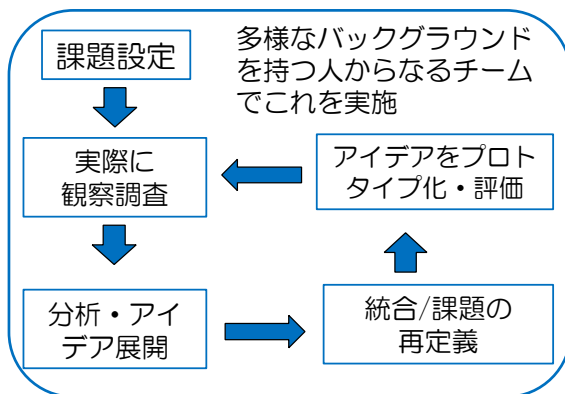 課題設定
多様なバックグラウンド
を持つ人からなるチーム
でこれを実施
実際に
観察調査
アイデアをプロト
タイプ化・評価
分析・アイ
デア展開
統合/課題の
再定義